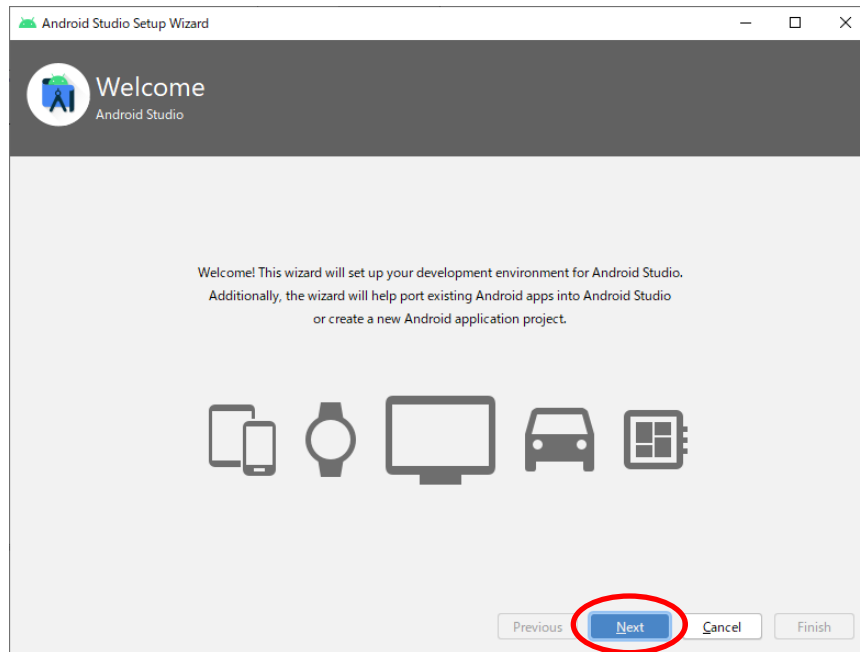 Android Studio Setup Wizard
Welcome
Android Studio
Welcome! This wizard will set up your development environment for Android Studio.
Additionally, the wizard will help port existing Android apps into Android Studio
or create a new Android application project.
Previous Next Cancel Finish